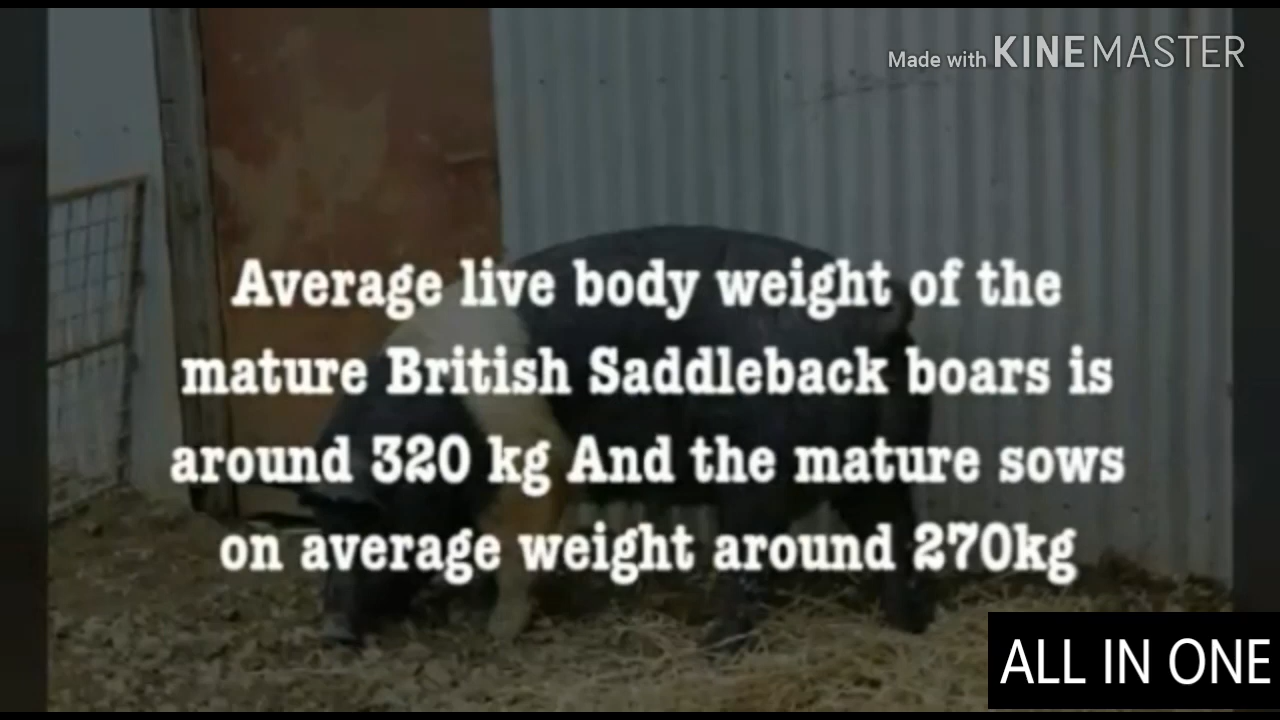 Made with KINEMASTER
Average live body weight of the
mature British Saddleback boars is
around 320 kg And the mature sows
on average weight around 270kg
ALL IN ONE